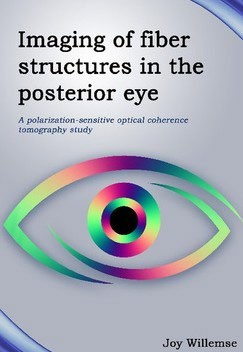 Imaging of fiber
structures in the
posterior eye
A polarization-sensitive optical coherence
tomography study
Joy Willemse